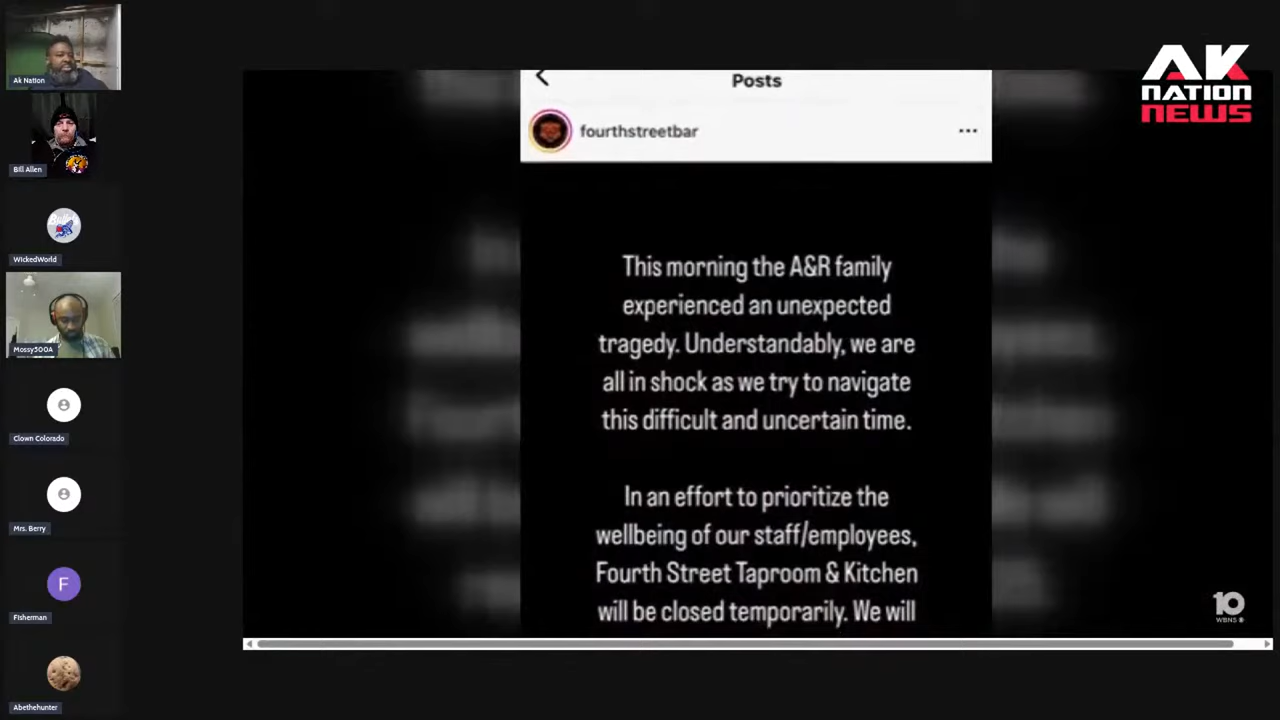 Ak Nation
Bill Allen
WickedWorld
Mossy500A
Clown Colorado
Mrs. Berry
F
Fisherman
Abethehunter
Posts
fourthstreetbar
This morning the A&R family
experienced an unexpected
tragedy. Understandably, we are
all in shock as we try to navigate
this difficult and uncertain time.
In an effort to prioritize the
wellbeing of our staff/employees,
Fourth Street Taproom & Kitchen
will be closed temporarily. We will
AK
NATION
NEWS
10
WBNS